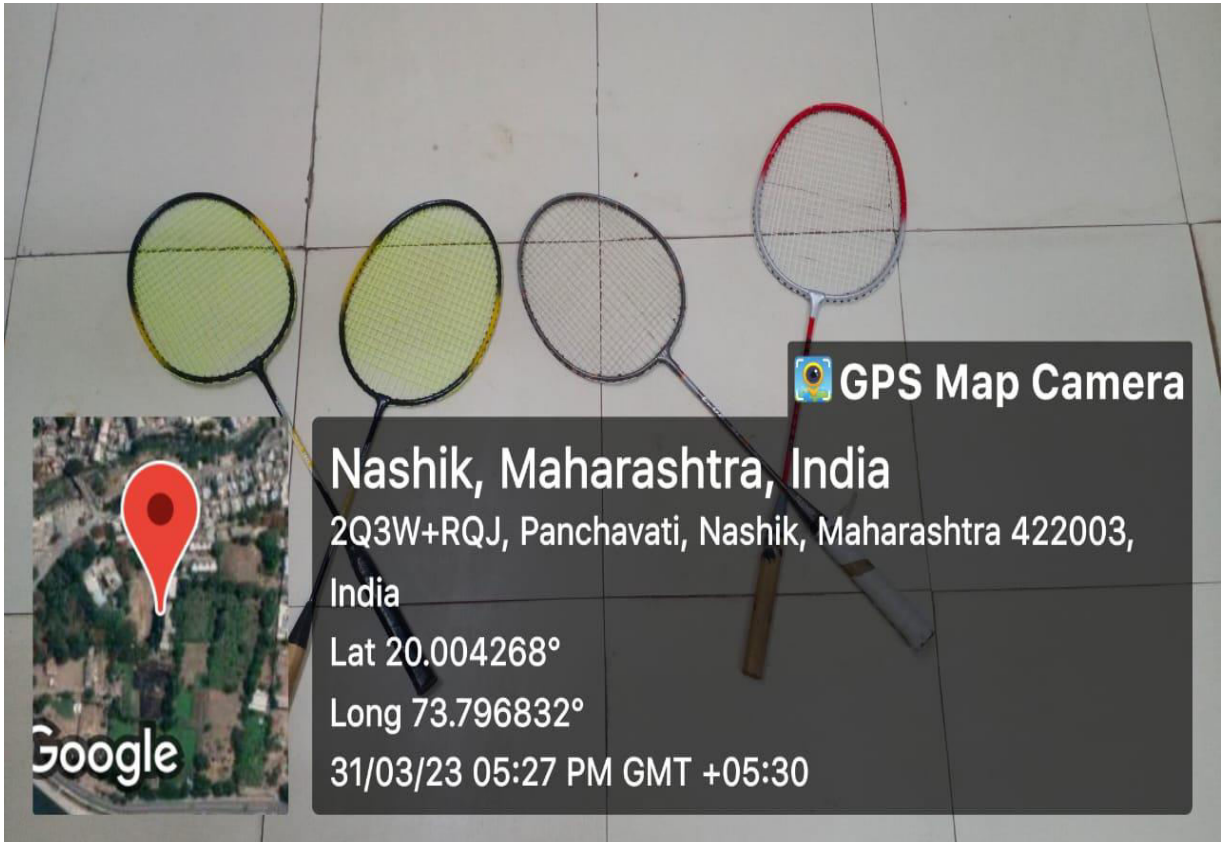 GPS Map Camera
Nashik, Maharashtra, India
2Q3W+RQJ, Panchavati, Nashik, Maharashtra 422003,
India
Lat 20.004268°
Long 73.796832°
31/03/23 05:27 PM GMT +05:30
Google